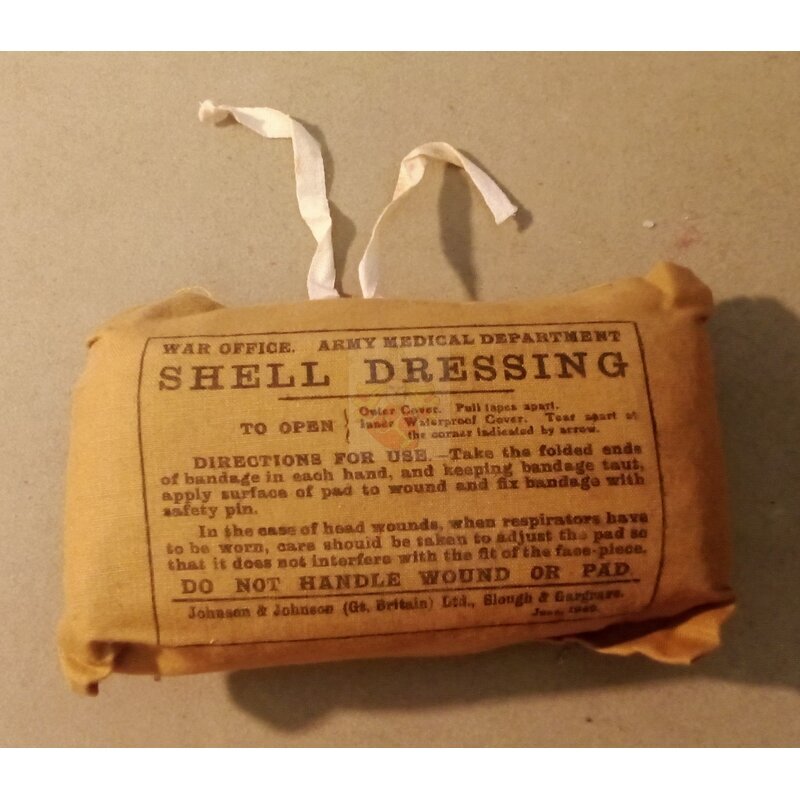 WAR OFFICE. ARMY MEDICAL DEPARTMENT
SHELL DRESSING
TO OPEN { Outer Cover. Pull tapes apart.
Inner Waterproof Cover. Tear apart at
the corner indicated by arrow.
DIRECTIONS FOR USE.—Take the folded ends
of bandage in each hand, and keeping bandage taut,
apply surface of pad to wound and fix bandage with
safety pin.
In the case of head wounds, when respirators have
to be worn, care should be taken to adjust the pad so
that it does not interfere with the fit of the face-piece.
DO NOT HANDLE WOUND OR PAD.
Johnson & Johnson (Gt. Britain) Ltd., Slough & Gargrave.
June, 1940.